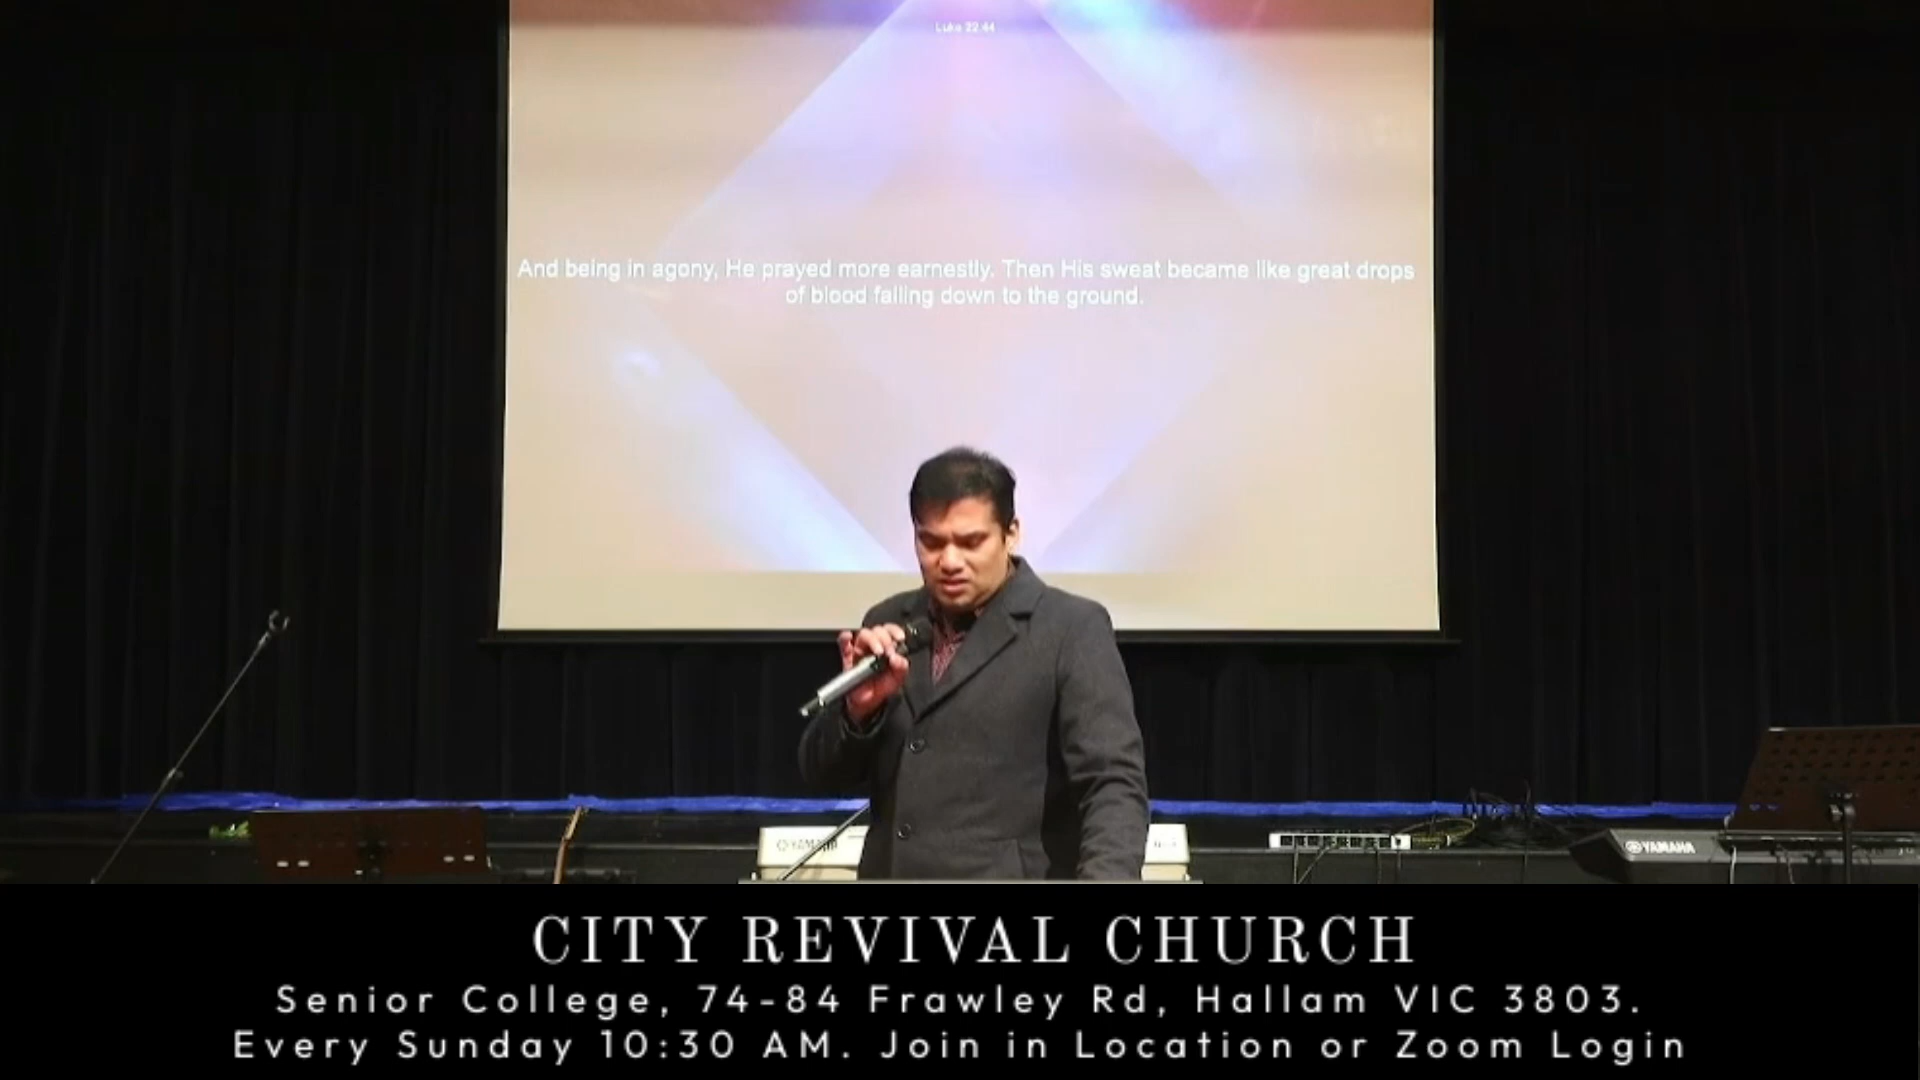 Luke 22:44
And being in agony, He prayed more earnestly. Then His sweat became like great drops
of blood falling down to the ground.
YAMAHA
YAMAHA
CITY REVIVAL CHURCH
Senior College, 74-84 Frawley Rd, Hallam VIC 3803.
Every Sunday 10:30 AM. Join in Location or Zoom Login